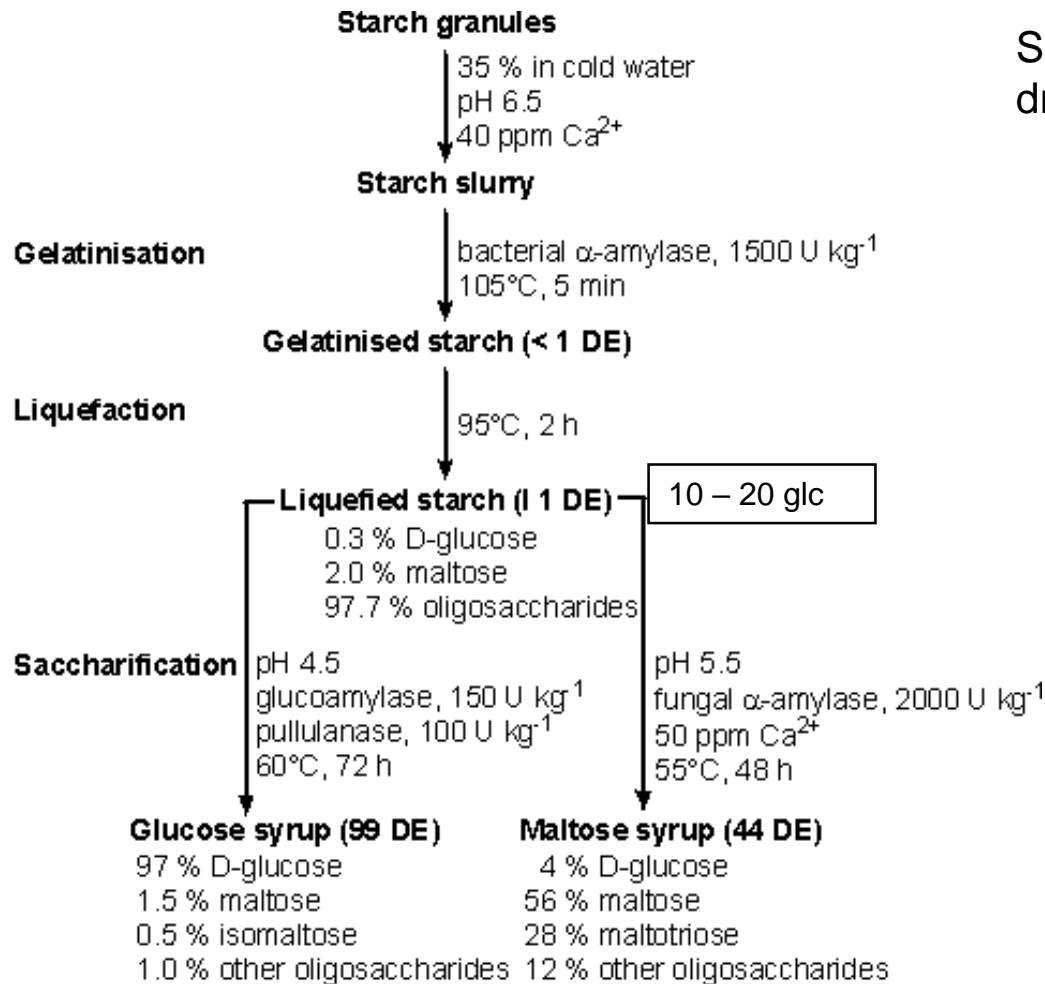 Starch granules
S
dr
35 % in cold water
pH 6.5
40 ppm Ca2+
Starch slurry
Gelatinisation
bacterial α-amylase, 1500 U kg-1
105°C, 5 min
Gelatinised starch (< 1 DE)
Liquefaction
95°C, 2 h
Liquefied starch (l 1 DE)
10 – 20 glc
0.3 % D-glucose
2.0 % maltose
97.7 % oligosaccharides
Saccharification
pH 4.5
glucoamylase, 150 U kg-1
pullulanase, 100 U kg-1
60°C, 72 h
pH 5.5
fungal α-amylase, 2000 U kg-1
50 ppm Ca2+
55°C, 48 h
Glucose syrup (99 DE)
97 % D-glucose
1.5 % maltose
0.5 % isomaltose
1.0 % other oligosaccharides
Maltose syrup (44 DE)
4 % D-glucose
56 % maltose
28 % maltotriose
12 % other oligosaccharides